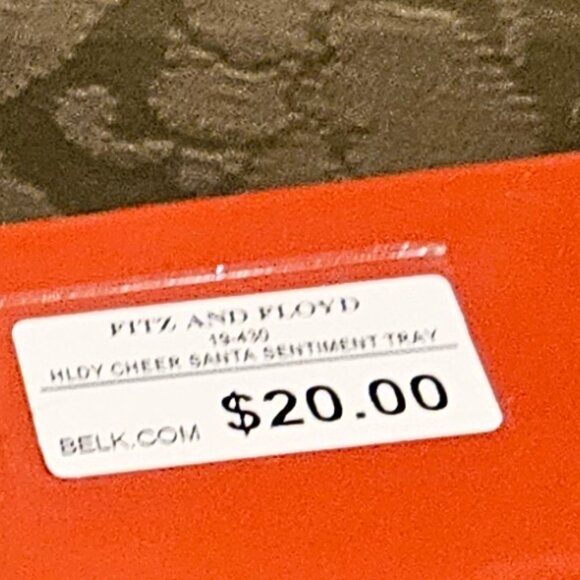 FITZ AND FLOYD
19-430
HLDY CHEER SANTA SENTIMENT TRAY
$20.00
BELK.COM